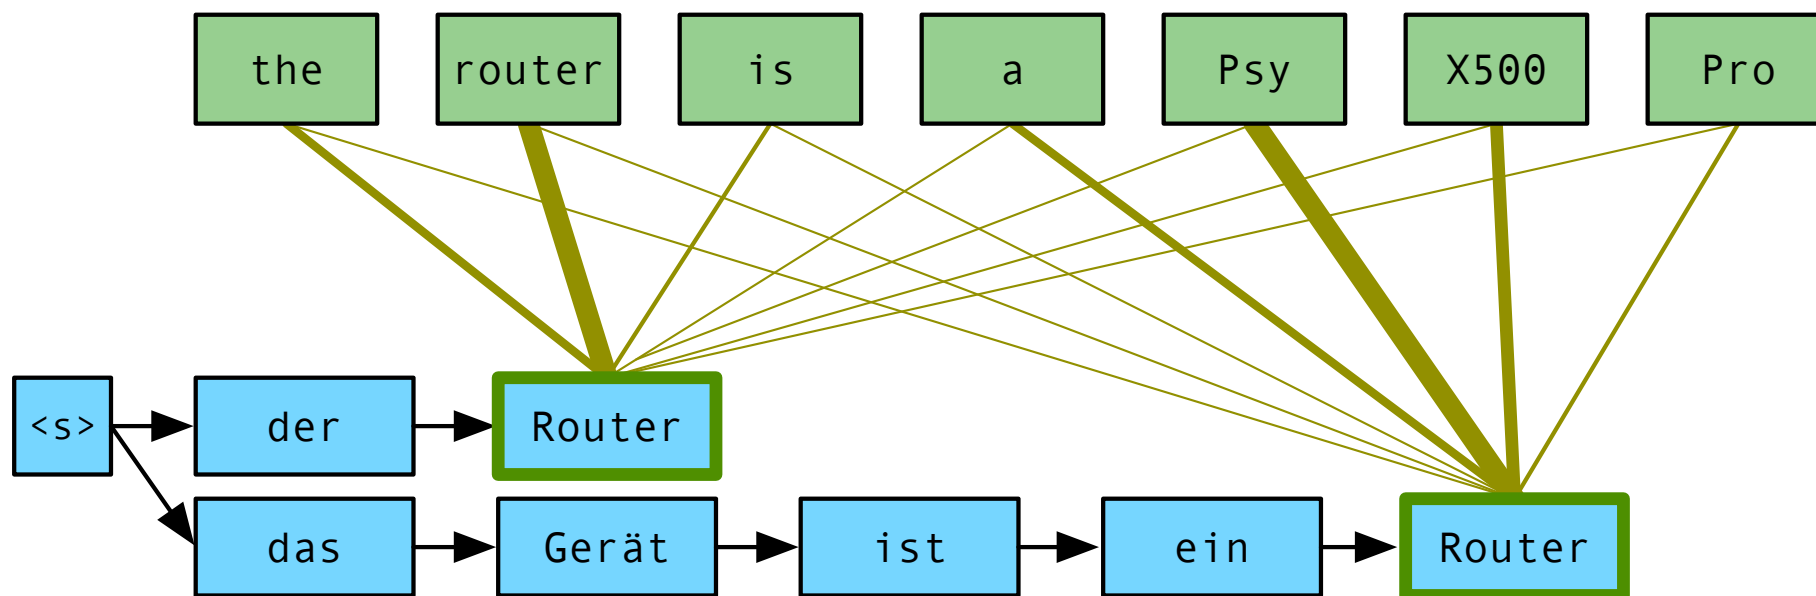 the router is a Psy X500 Pro
<s> der Router
das Gerät ist ein Router